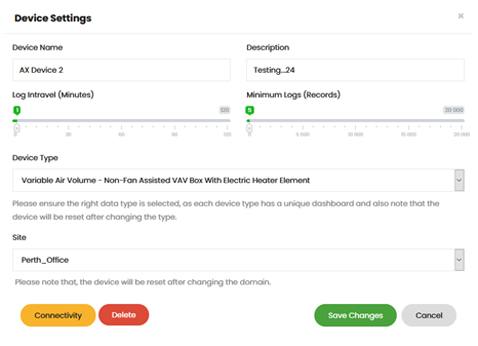 Device Settings ×
Device Name Description
AX Device 2 Testing...24
Log Intravel (Minutes) Minimum Logs (Records)
1 120 5 20 000
0 30 60 90 120 0 5 000 10 000 15 000 20 000
Device Type
Variable Air Volume - Non-Fan Assisted VAV Box With Electric Heater Element
Please ensure the right data type is selected, as each device type has a unique dashboard and also note that the
device will be reset after changing the type.
Site
Perth_Office
Please note that, the device will be reset after changing the domain.
Connectivity Delete Save Changes Cancel